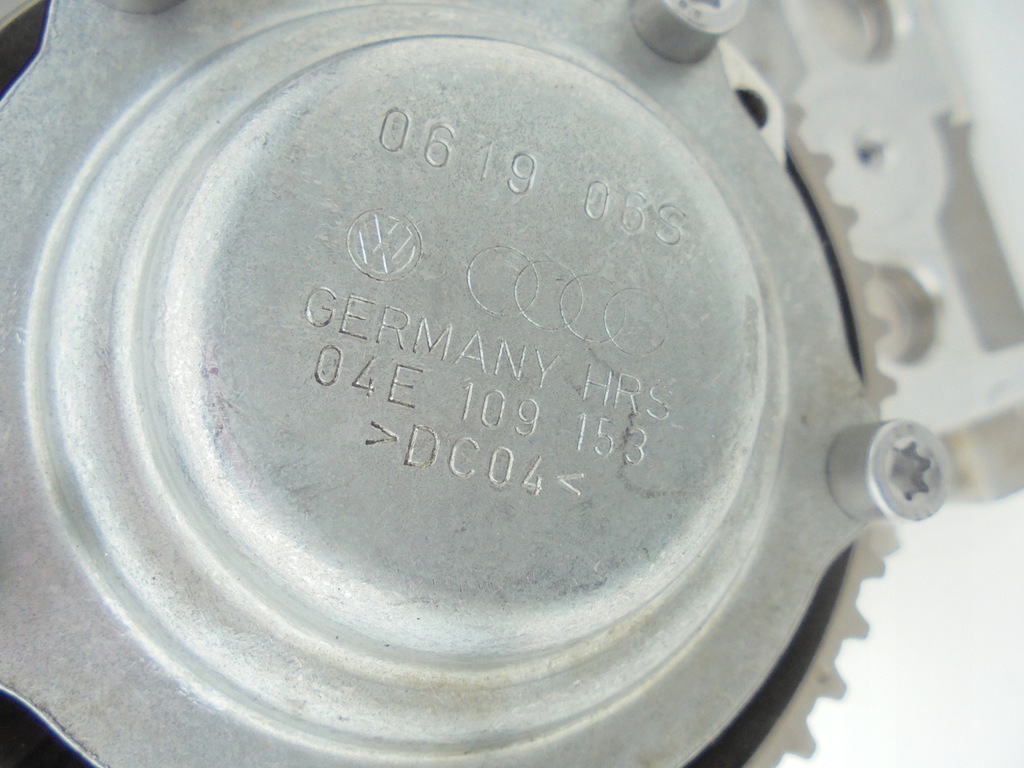 0619 06S
GERMANY HRS
04E 109 153
>DC04<